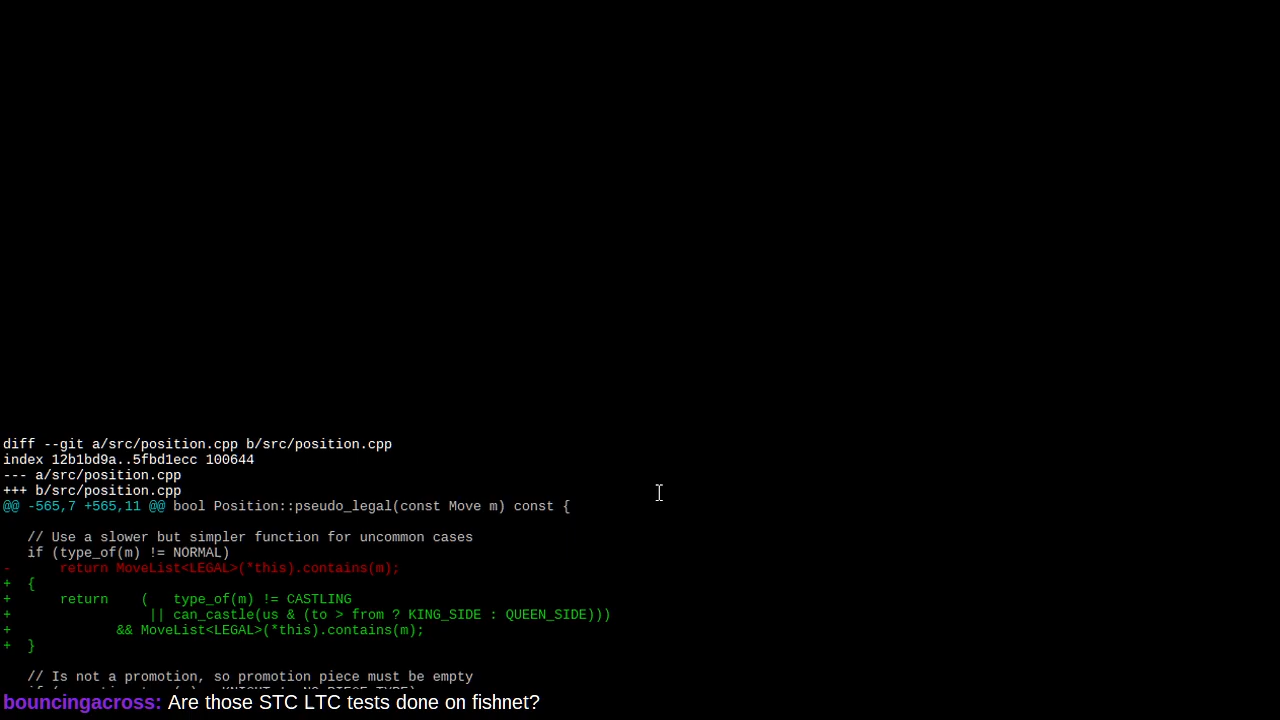 diff --git a/src/position.cpp b/src/position.cpp
index 12b1bd9a..5fbd1ecc 100644
--- a/src/position.cpp
+++ b/src/position.cpp
@@ -565,7 +565,11 @@ bool Position::pseudo_legal(const Move m) const {
// Use a slower but simpler function for uncommon cases
if (type_of(m) != NORMAL)
- return MoveList<LEGAL>(*this).contains(m);
+ {
+ return ( type_of(m) != CASTLING
+ || can_castle(us & (to > from ? KING_SIDE : QUEEN_SIDE)))
+ && MoveList<LEGAL>(*this).contains(m);
+ }
// Is not a promotion, so promotion piece must be empty
bouncingacross: Are those STC LTC tests done on fishnet?